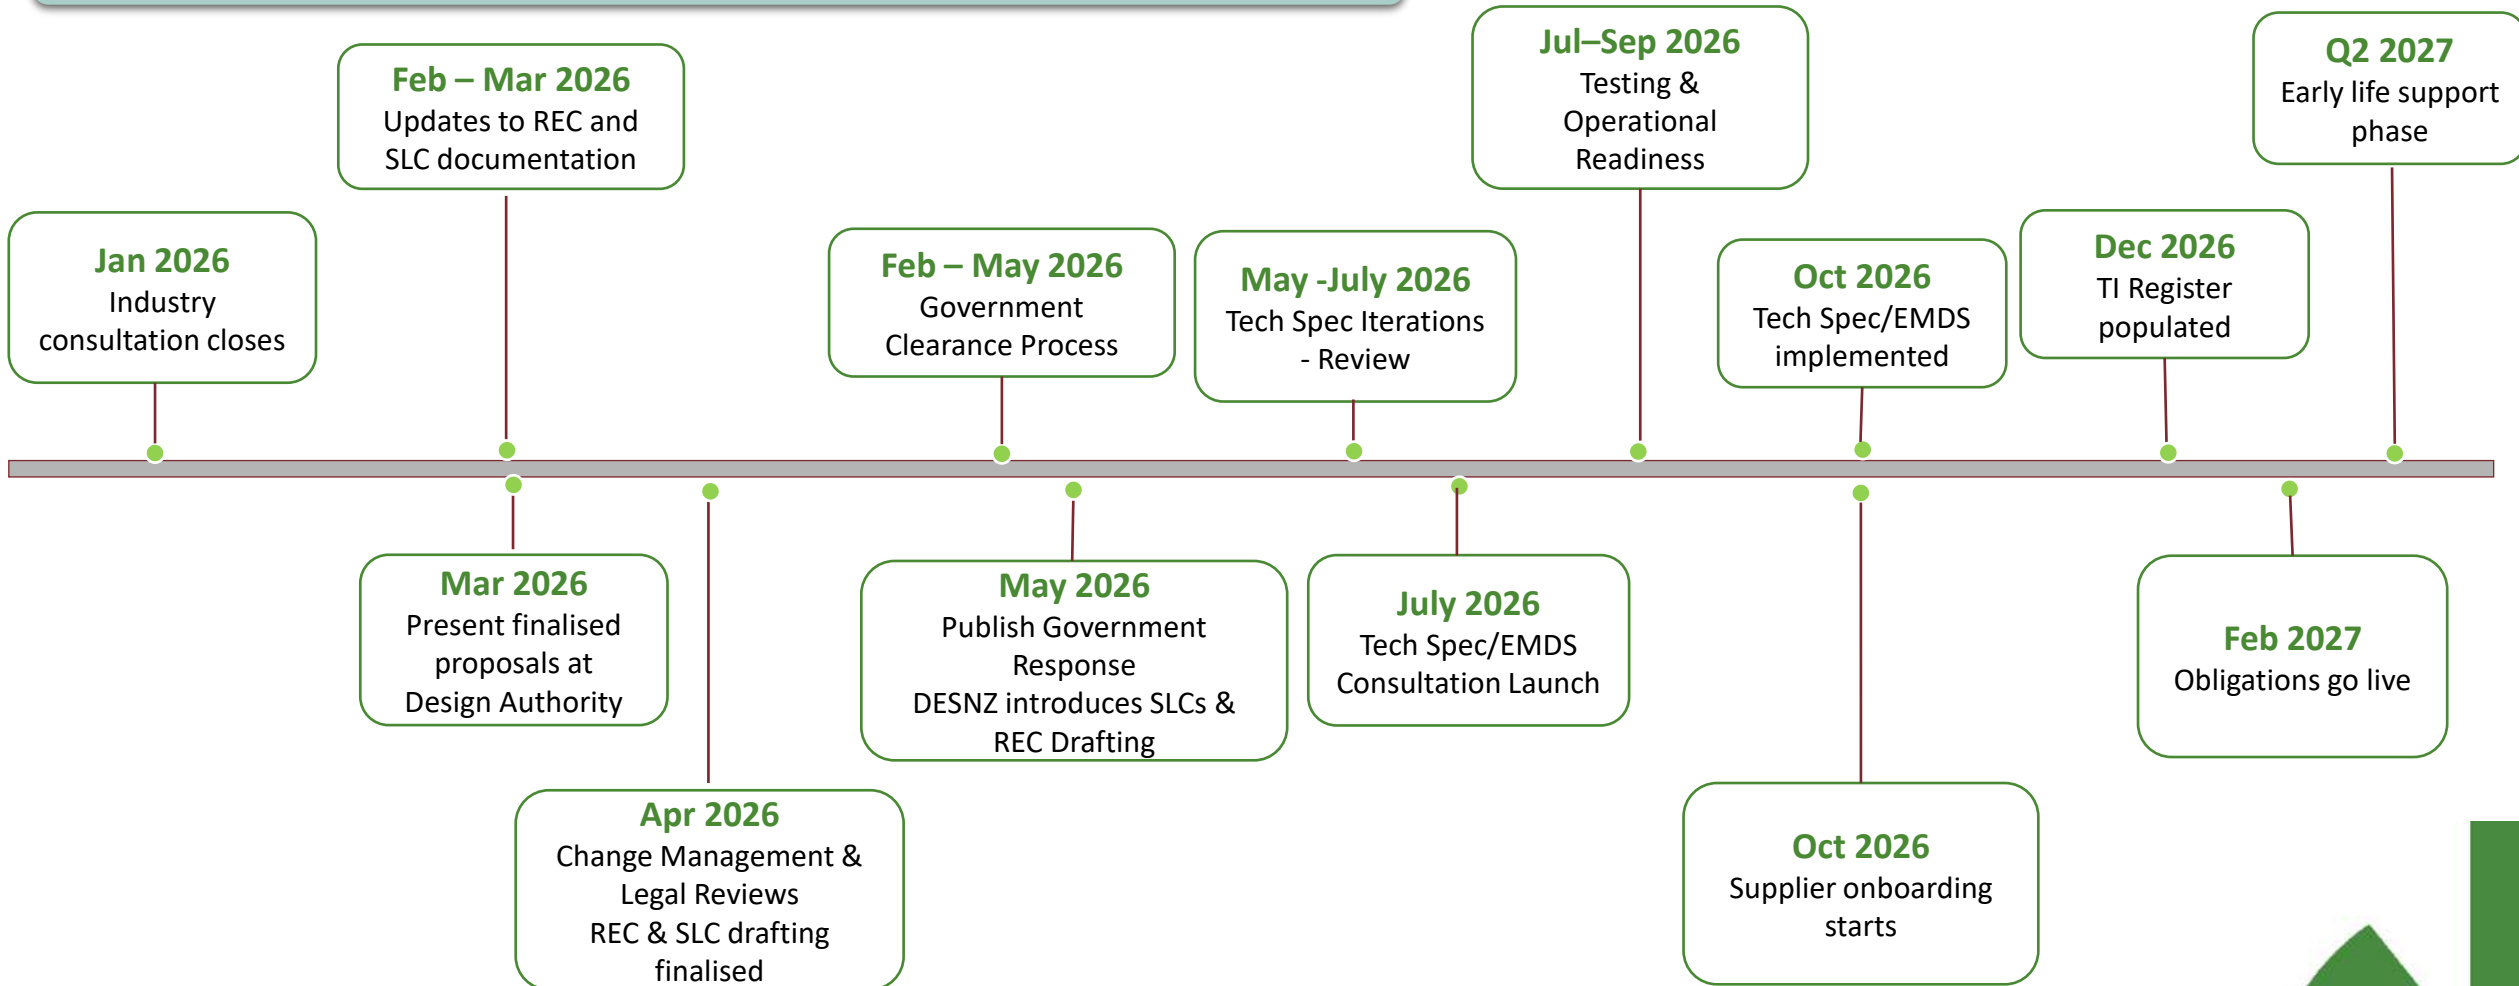 Jan 2026
Industry
consultation closes
Feb – Mar 2026
Updates to REC and
SLC documentation
Mar 2026
Present finalised
proposals at
Design Authority
Apr 2026
Change Management &
Legal Reviews
REC & SLC drafting
finalised
Feb – May 2026
Government
Clearance Process
May 2026
Publish Government
Response
DESNZ introduces SLCs &
REC Drafting
May -July 2026
Tech Spec Iterations
- Review
July 2026
Tech Spec/EMDS
Consultation Launch
Jul–Sep 2026
Testing &
Operational
Readiness
Oct 2026
Tech Spec/EMDS
implemented
Oct 2026
Supplier onboarding
starts
Dec 2026
TI Register
populated
Feb 2027
Obligations go live
Q2 2027
Early life support
phase